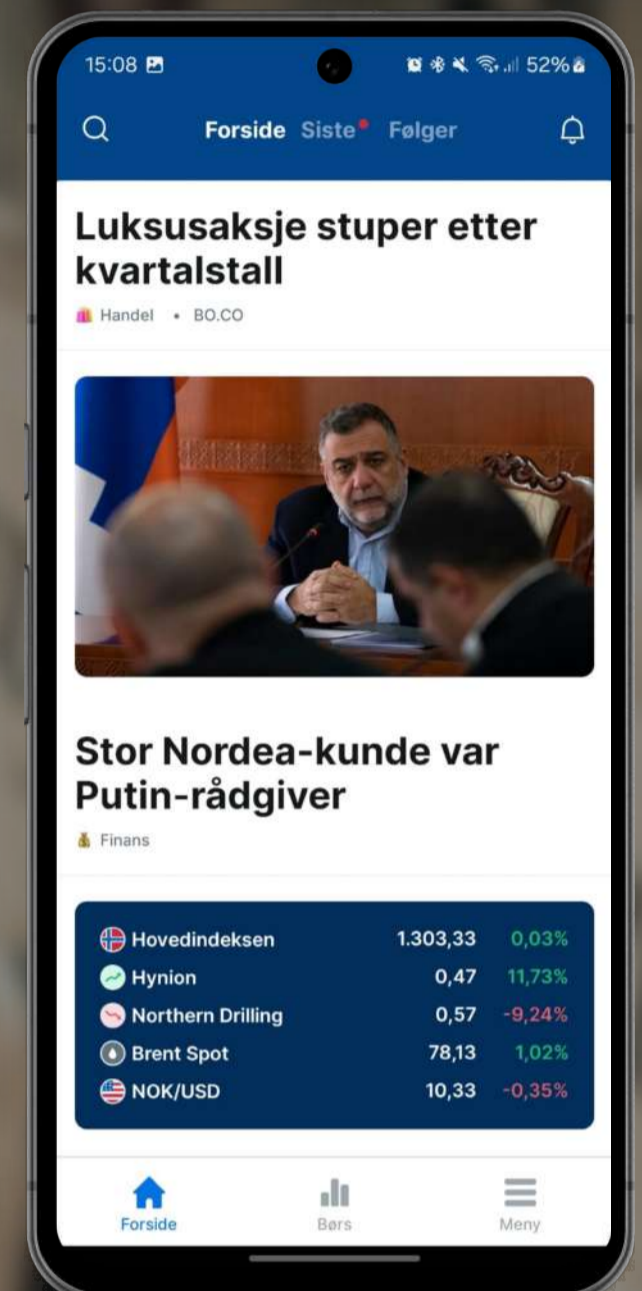 15:08 52%
Forside Siste Følger
Luksusaksje stuper etter
kvartalstall
Handel • BO.CO
Stor Nordea-kunde var
Putin-rådgiver
Finans
Hovedindeksen 1.303,33 0,03%
Hynion 0,47 11,73%
Northern Drilling 0,57 -9,24%
Brent Spot 78,13 1,02%
NOK/USD 10,33 -0,35%
Forside Børs Meny